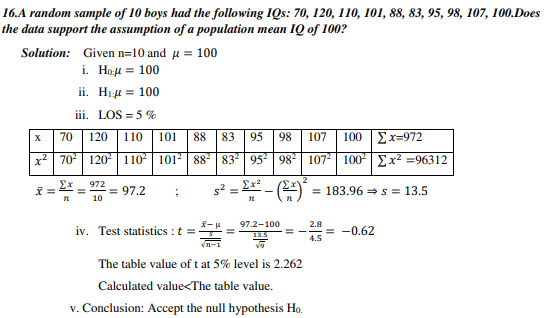 16.A random sample of 10 boys had the following IQs: 70, 120, 110, 101, 88, 83, 95, 98, 107, 100.Does
the data support the assumption of a population mean IQ of 100?
Solution: Given n=10 and μ = 100
i. H₀:μ = 100
ii. H₁:μ = 100
iii. LOS = 5 %
x 70 120 110 101 88 83 95 98 107 100 ∑x=972
x² 70² 120² 110² 101² 88² 83² 95² 98² 107² 100² ∑x² =96312
x̄ = ∑x/n = 972/10 = 97.2 ; s² = ∑x²/n − (∑x/n)² = 183.96 ⇒ s = 13.5
iv. Test statistics : t = (x̄−μ)/(s/√n−1) = (97.2−100)/(13.5/√9) = −2.8/4.5 = −0.62
The table value of t at 5% level is 2.262
Calculated value<The table value.
v. Conclusion: Accept the null hypothesis H₀.